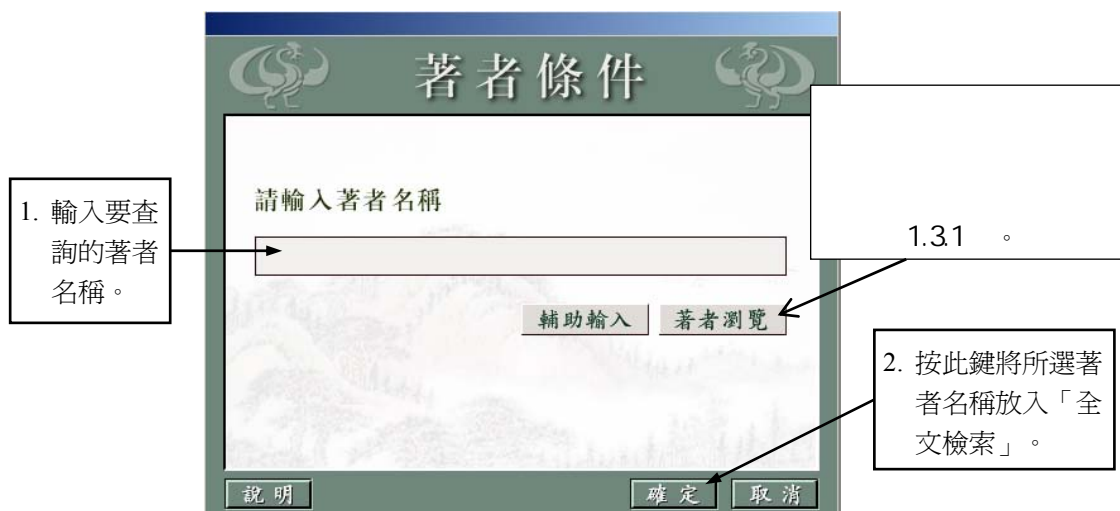 著者條件
請輸入著者名稱
1. 輸入要查
詢的著者
名稱。
1.3.1 。
輔助輸入 著者瀏覽
2. 按此鍵將所選著
者名稱放入「全
文檢索」。
說明 確定 取消